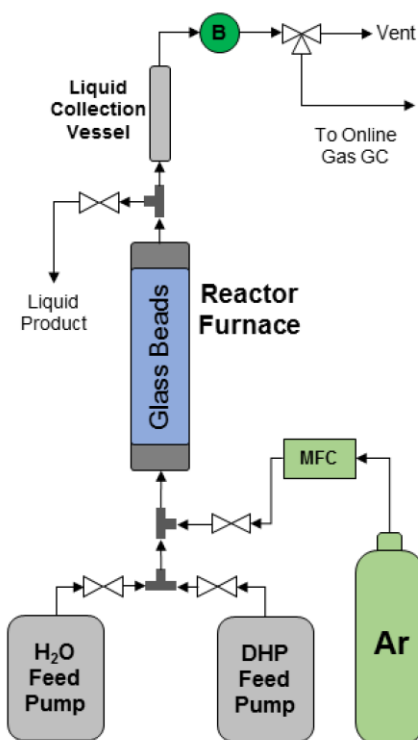 B
Vent
Liquid
Collection
Vessel
To Online
Gas GC
Liquid
Product
Reactor
Furnace
Glass Beads
MFC
H₂O
Feed
Pump
DHP
Feed
Pump
Ar